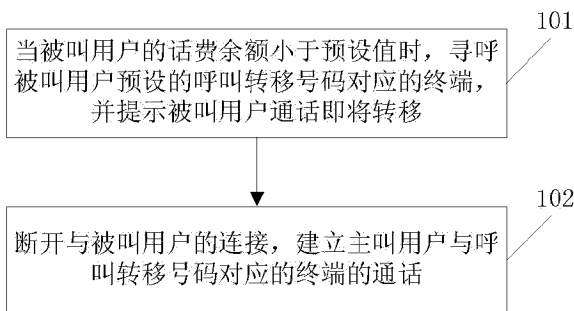 101
当被叫用户的话费余额小于预设值时，寻呼
被叫用户预设的呼叫转移号码对应的终端，
并提示被叫用户通话即将转移
102
断开与被叫用户的连接，建立主叫用户与呼
叫转移号码对应的终端的通话